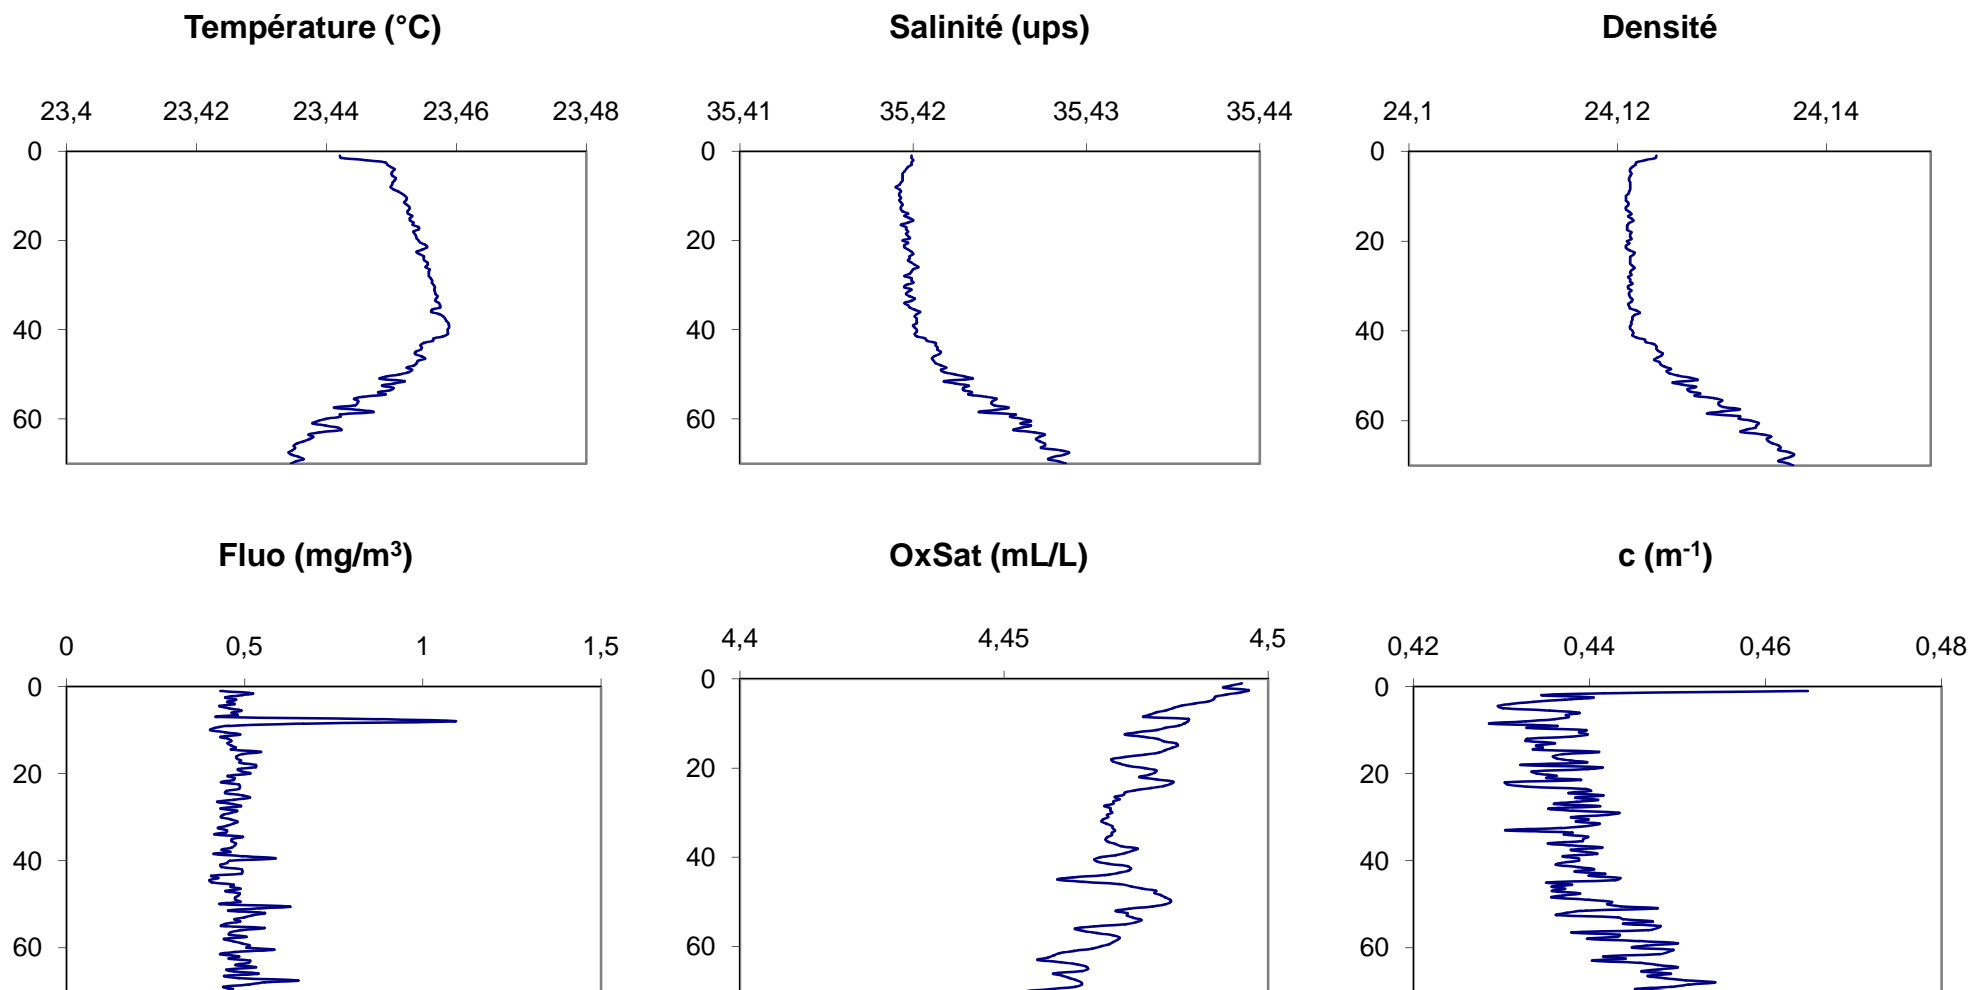 Température (°C)
23,4 23,42 23,44 23,46 23,48
0
20
40
60
Salinité (ups)
35,41 35,42 35,43 35,44
0
20
40
60
Densité
24,1 24,12 24,14
0
20
40
60
Fluo (mg/m³)
0 0,5 1 1,5
0
20
40
60
OxSat (mL/L)
4,4 4,45 4,5
0
20
40
60
c (m⁻¹)
0,42 0,44 0,46 0,48
0
20
40
60